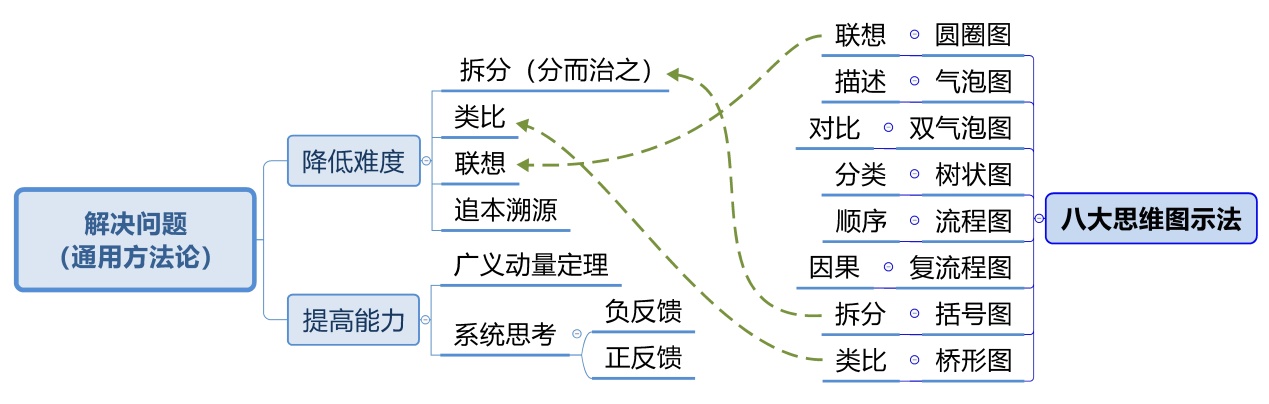 解决问题
（通用方法论）
降低难度
拆分（分而治之）
类比
联想
追本溯源
提高能力
广义动量定理
系统思考
负反馈
正反馈
八大思维图示法
圆圈图
联想
气泡图
描述
双气泡图
对比
树状图
分类
流程图
顺序
复流程图
因果
括号图
拆分
桥形图
类比